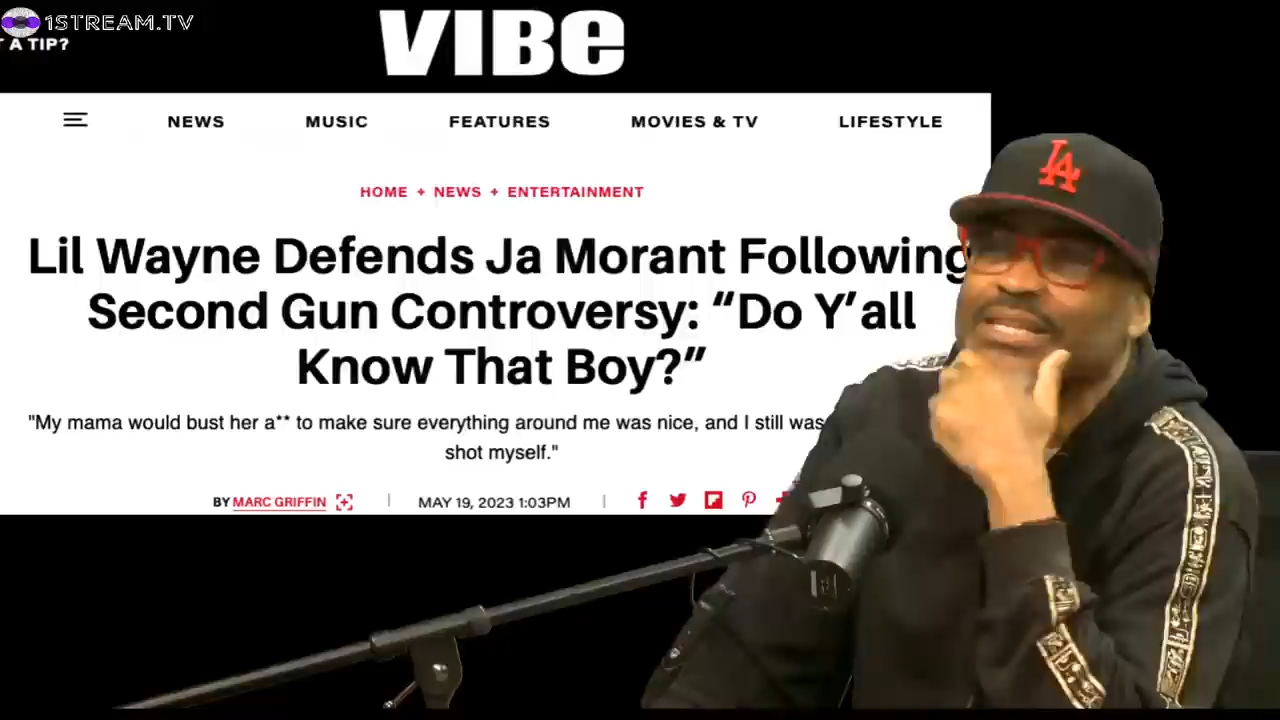 1STREAM.TV
T A TIP?
VIBE
NEWS MUSIC FEATURES MOVIES & TV LIFESTYLE
HOME + NEWS + ENTERTAINMENT
Lil Wayne Defends Ja Morant Following
Second Gun Controversy: “Do Y’all
Know That Boy?”
"My mama would bust her a** to make sure everything around me was nice, and I still was
shot myself."
BY MARC GRIFFIN | MAY 19, 2023 1:03PM |
LA